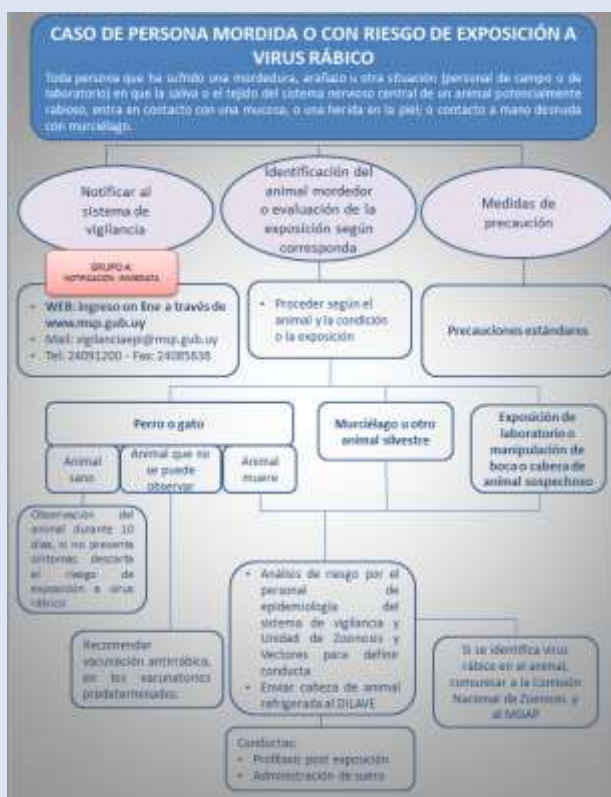 CASO DE PERSONA MORDIDA O CON RIESGO DE EXPOSICIÓN A
VIRUS RÁBICO
Toda persona que ha sufrido una mordedura, arañazo u otra situación (personal de campo o de
laboratorio) en que la saliva o el tejido del sistema nervioso central de un animal potencialmente
rabioso, entra en contacto con una mucosa, o una herida en la piel; o contacto a mano desnuda
con murciélago.
Notificar al
sistema de
vigilancia
Identificación del
animal mordedor
o evaluación de la
exposición según
corresponda
Medidas de
precaución
GRUPO A:
NOTIFICACIÓN INMEDIATA
• WEB: Ingreso on line a través de
www.msp.gub.uy
• Mail: vigilanciaepi@msp.gub.uy
• Tel: 24091200 - Fax: 24085838
• Proceder según el
animal y la condición
o la exposición
Precauciones estándares
Perro o gato
Animal
sano
Animal que no
se puede
observar
Animal
muere
Murciélago u otro
animal silvestre
Exposición de
laboratorio o
manipulación de
boca o cabeza de
animal sospechoso
Observación del
animal durante 10
días, si no presenta
síntomas descarta
el riesgo de
exposición a virus
rábico
Recomendar
vacunación antirrábica,
en los vacunatorios
predeterminados.
• Análisis de riesgo por el
personal de
epidemiología del
sistema de vigilancia y
Unidad de Zoonosis y
Vectores para define
conducta
• Enviar cabeza de animal
refrigerada al DILAVE
Si se identifica virus
rábico en el animal,
comunicar a la Comisión
Nacional de Zoonosis, y
al MGAP
Conductas:
• Profilaxis post exposición
• Administración de suero